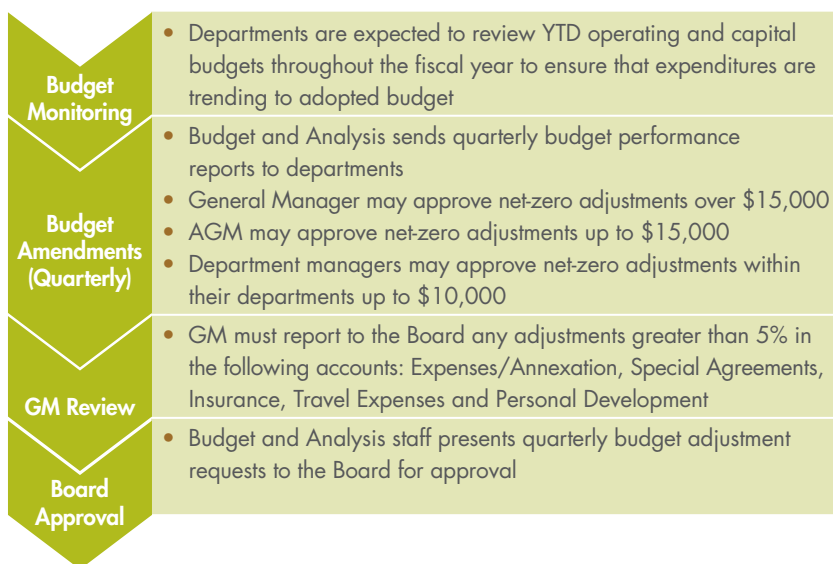 Budget
Monitoring
• Departments are expected to review YTD operating and capital
budgets throughout the fiscal year to ensure that expenditures are
trending to adopted budget
Budget
Amendments
(Quarterly)
• Budget and Analysis sends quarterly budget performance
reports to departments
• General Manager may approve net-zero adjustments over $15,000
• AGM may approve net-zero adjustments up to $15,000
• Department managers may approve net-zero adjustments within
their departments up to $10,000
GM Review
• GM must report to the Board any adjustments greater than 5% in
the following accounts: Expenses/Annexation, Special Agreements,
Insurance, Travel Expenses and Personal Development
Board
Approval
• Budget and Analysis staff presents quarterly budget adjustment
requests to the Board for approval